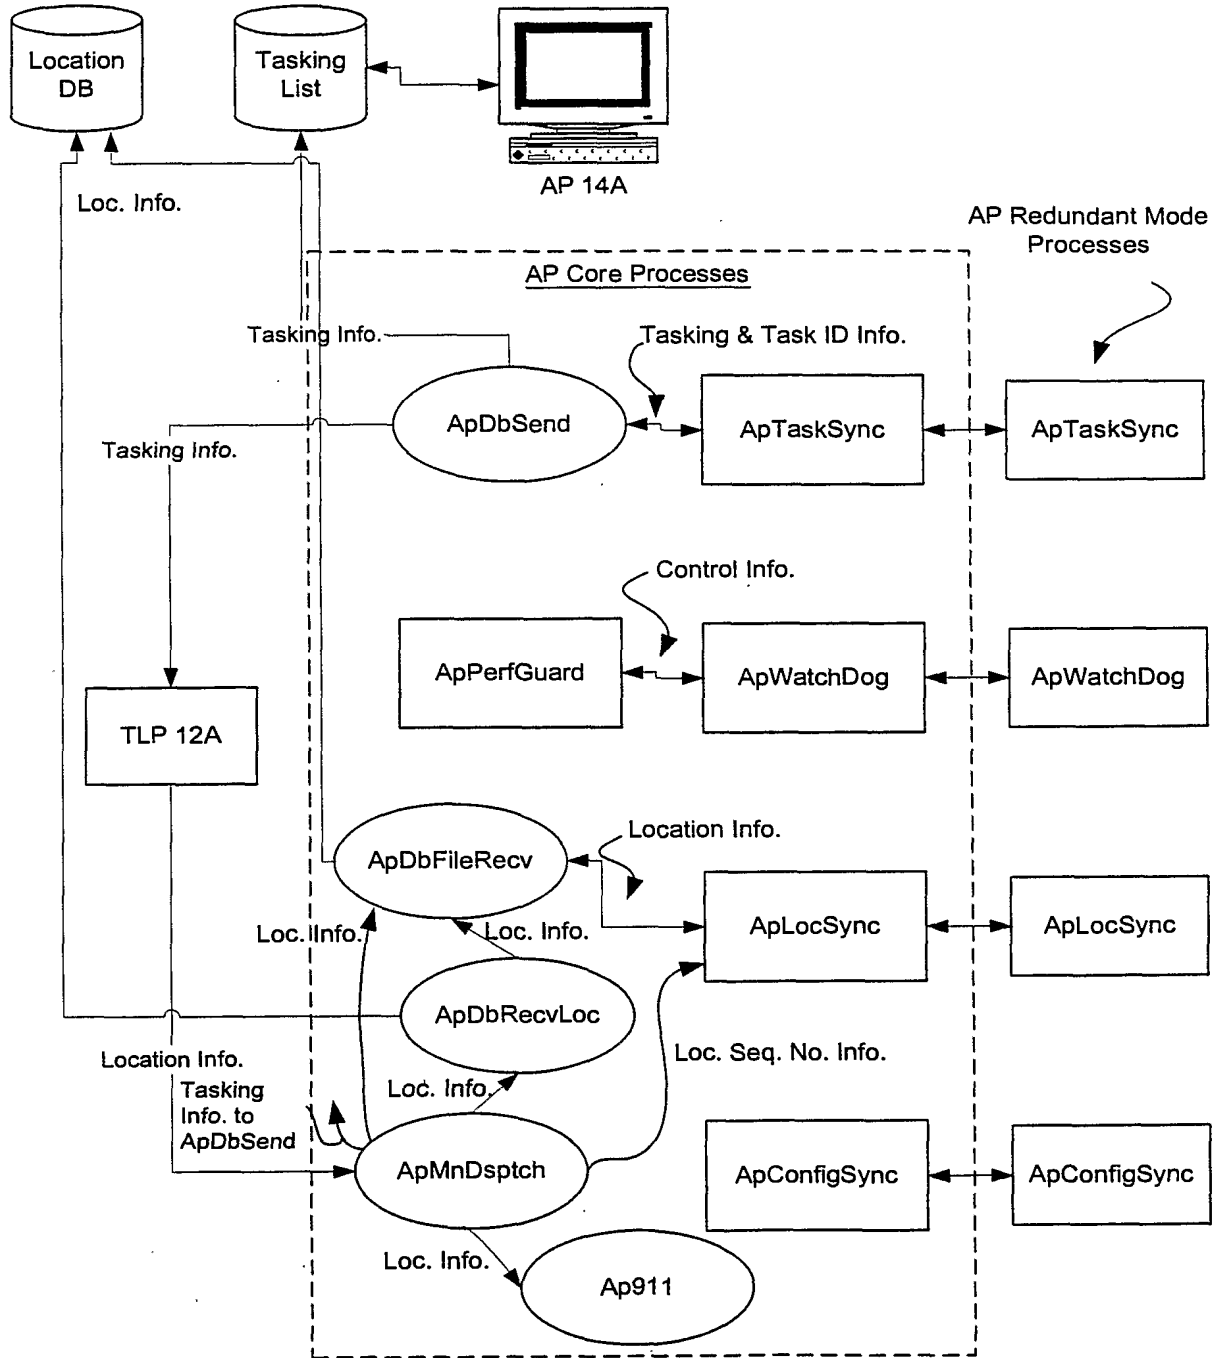 Location
DB
Tasking
List
AP 14A
Loc. Info.
AP Redundant Mode
Processes
AP Core Processes
Tasking Info.
Tasking & Task ID Info.
ApDbSend
ApTaskSync
ApTaskSync
Tasking Info.
Control Info.
ApPerfGuard
ApWatchDog
ApWatchDog
TLP 12A
Location Info.
ApDbFileRecv
Loc. Info.
Loc. Info.
ApLocSync
ApLocSync
ApDbRecvLoc
Loc. Seq. No. Info.
Location Info.
Tasking
Info. to
ApDbSend
Loc. Info.
ApMnDsptch
ApConfigSync
ApConfigSync
Loc. Info.
Ap911